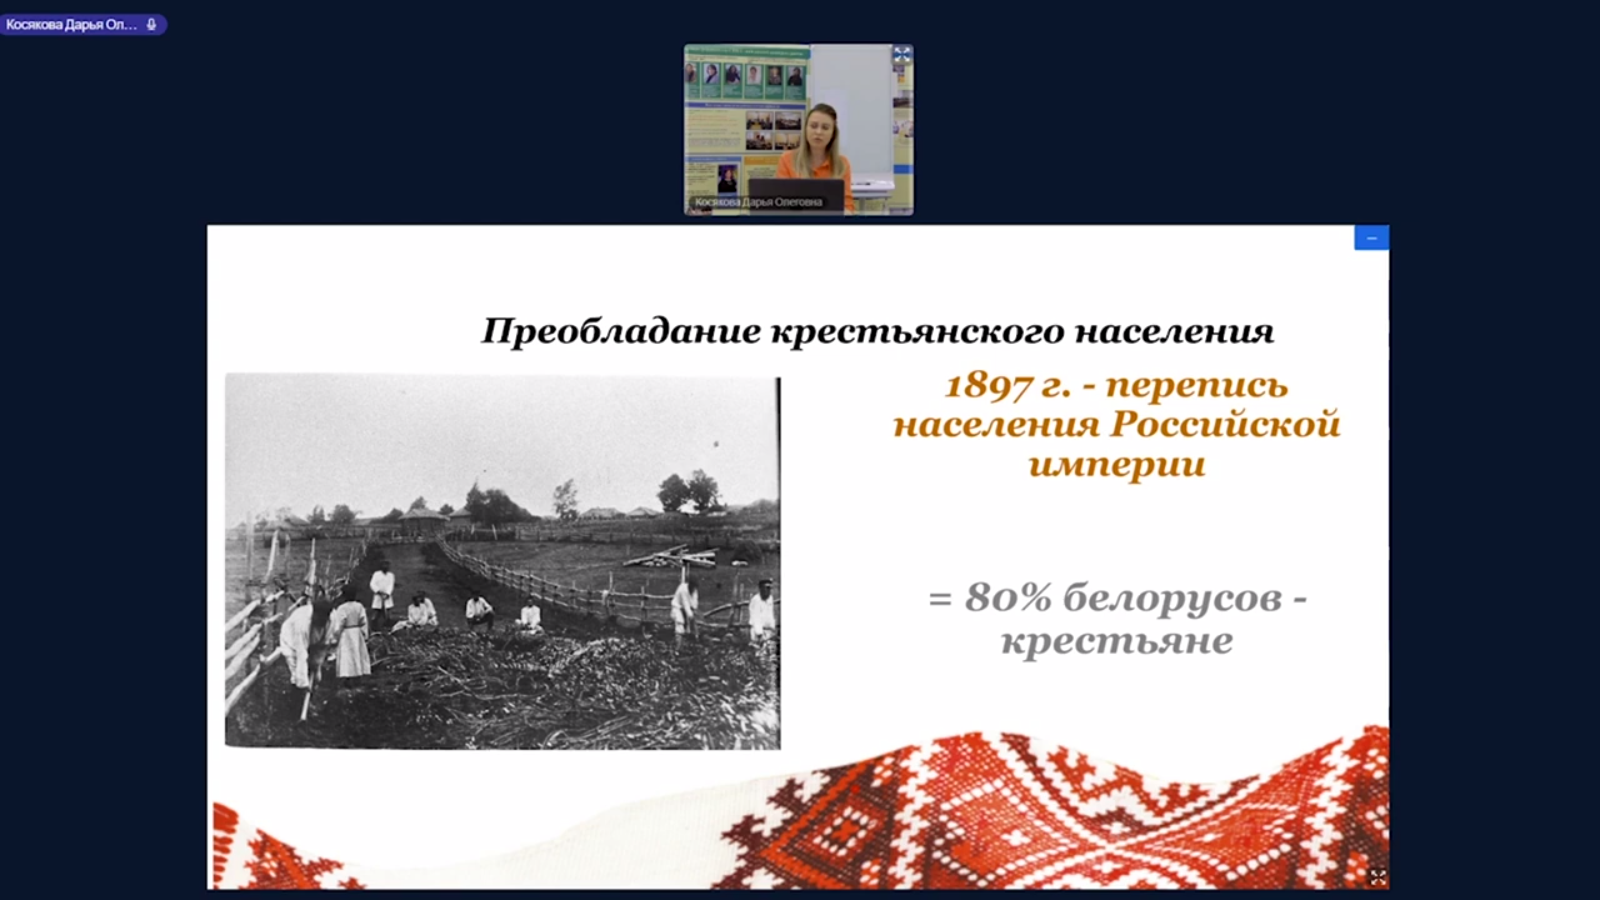 Косякова Дарья Ол...
Косякова Дарья Олеговна
Преобладание крестьянского населения
1897 г. - перепись
населения Российской
империи
= 80% белорусов -
крестьяне